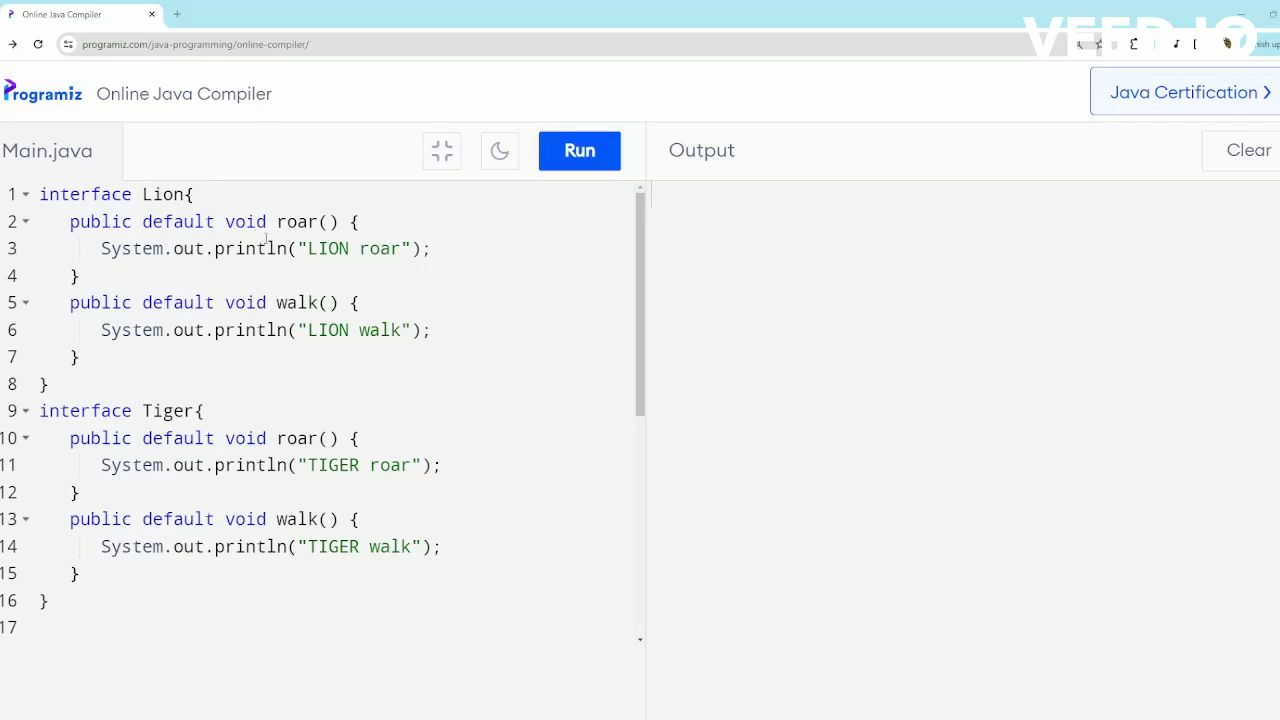 Online Java Compiler
VEED.IO
programiz.com/java-programming/online-compiler/
Programiz
Online Java Compiler
Java Certification
Main.java
Run
Output
Clear
1 interface Lion{
2 public default void roar() {
3 System.out.println("LION roar");
4 }
5 public default void walk() {
6 System.out.println("LION walk");
7 }
8 }
9 interface Tiger{
10 public default void roar() {
11 System.out.println("TIGER roar");
12 }
13 public default void walk() {
14 System.out.println("TIGER walk");
15 }
16 }
17